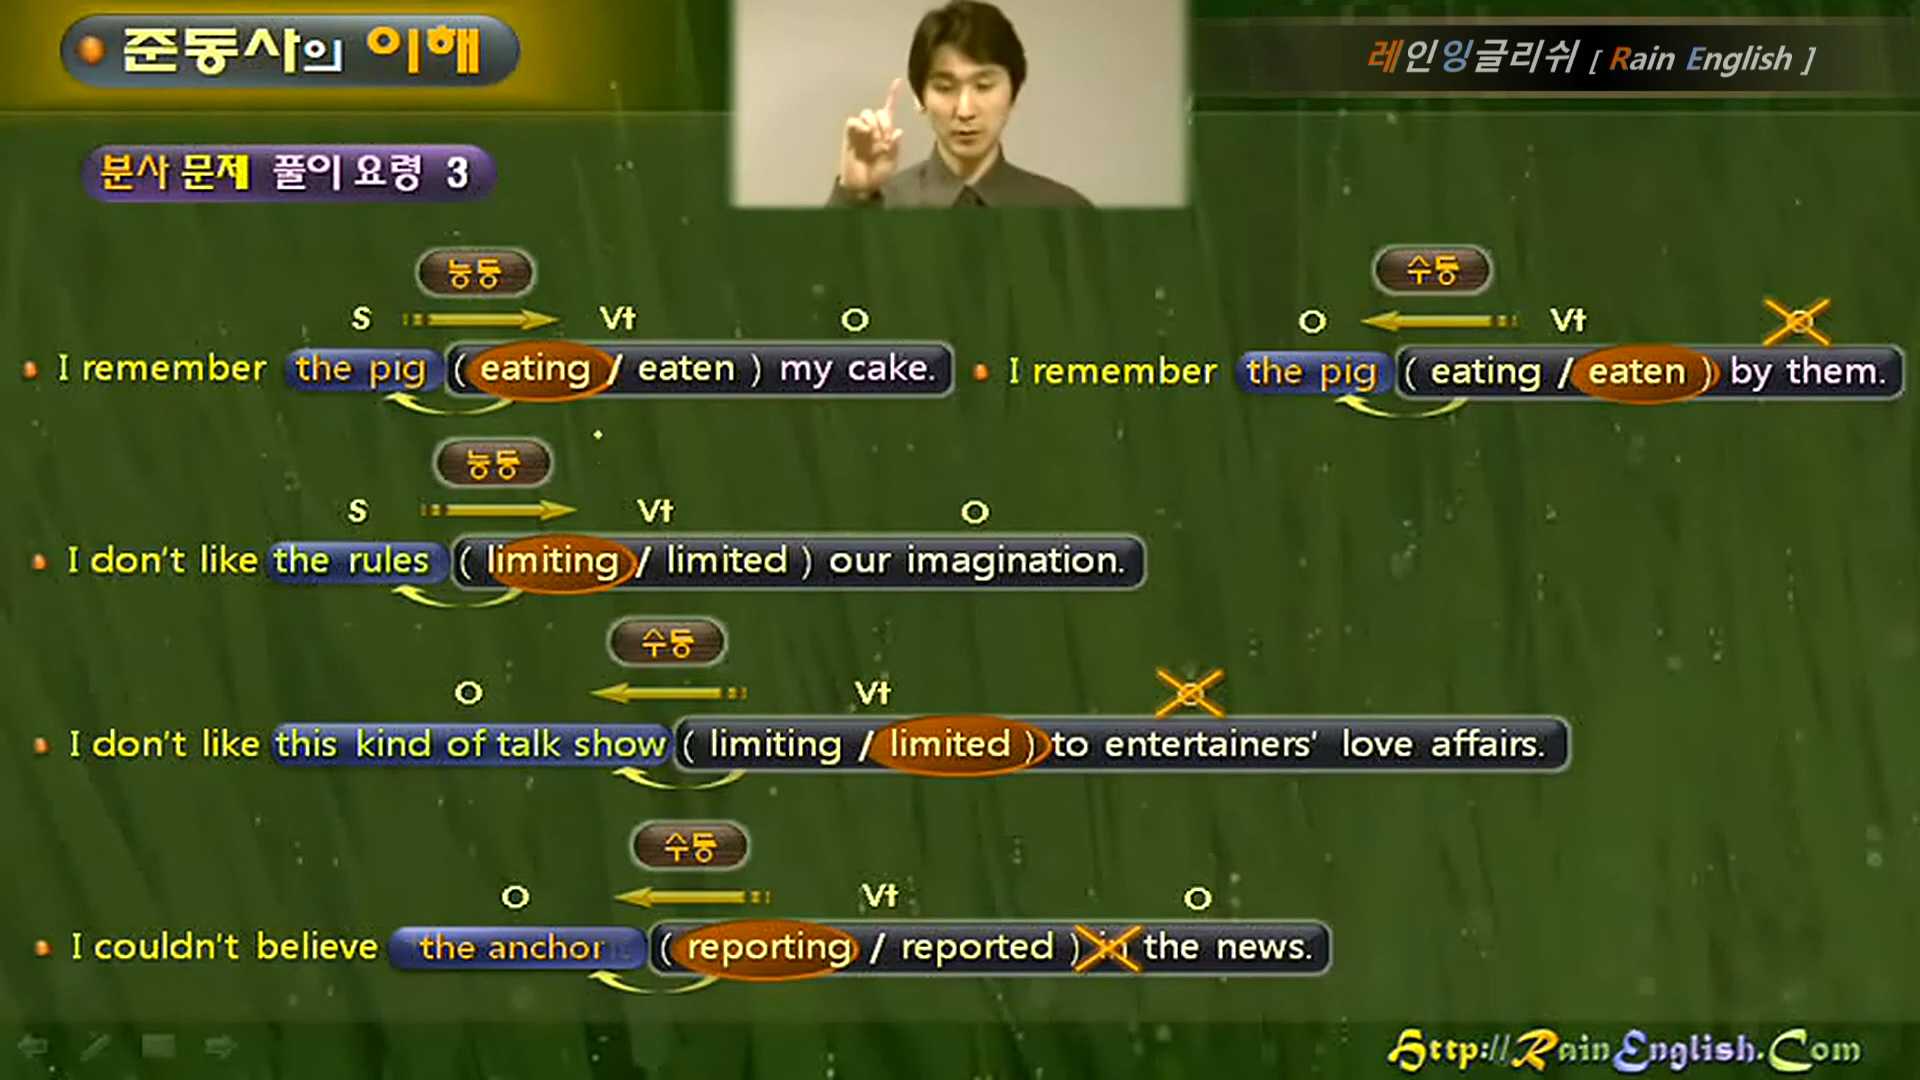 준동사의 이해
레인잉글리쉬 [ Rain English ]
분사 문제 풀이 요령 3
능동
수동
S Vt O
O Vt O
I remember the pig ( eating / eaten ) my cake.
I remember the pig ( eating / eaten ) by them.
능동
S Vt O
I don't like the rules ( limiting / limited ) our imagination.
수동
O Vt O
I don't like this kind of talk show ( limiting / limited ) to entertainers' love affairs.
수동
O Vt O
I couldn't believe the anchor ( reporting / reported ) in the news.
Http://RainEnglish.Com